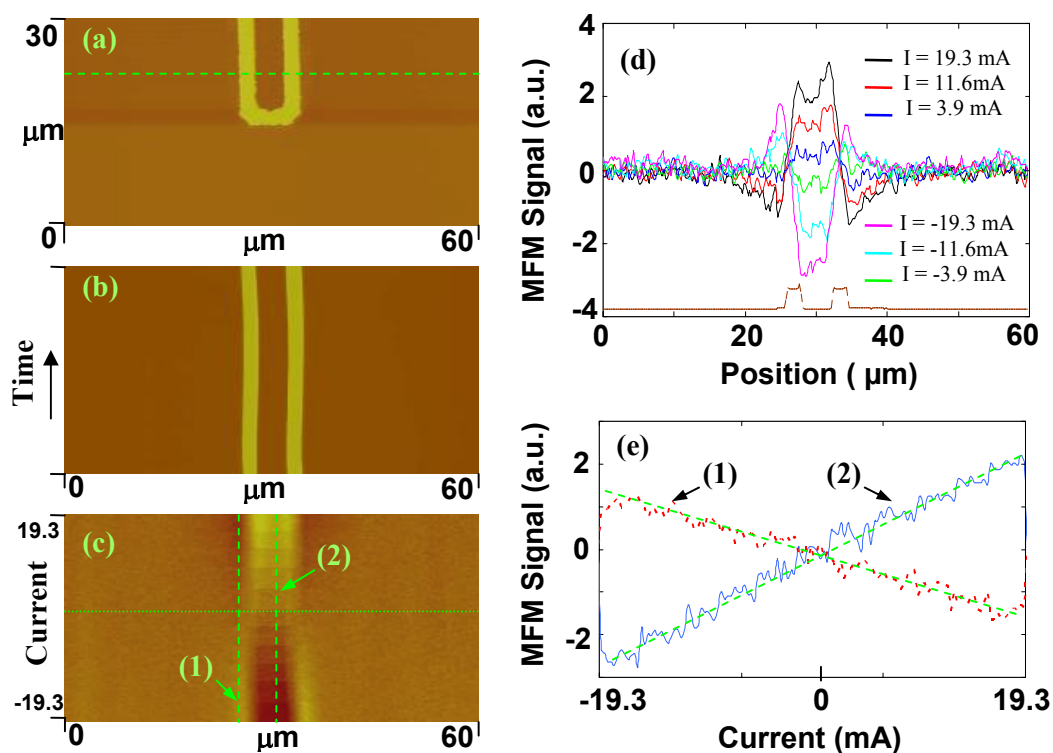 30
(a)
μm
0
μm
60
(b)
Time
0
μm
60
19.3
(c)
(2)
Current
(1)
-19.3
0
μm
60
4
(d)
I = 19.3 mA
I = 11.6mA
I = 3.9 mA
2
MFM Signal (a.u.)
0
I = -19.3 mA
I = -11.6mA
I = -3.9 mA
-2
-4
0
20
40
60
Position ( µm)
(e)
2
(1)
(2)
MFM Signal (a.u.)
0
-2
-19.3
0
19.3
Current (mA)